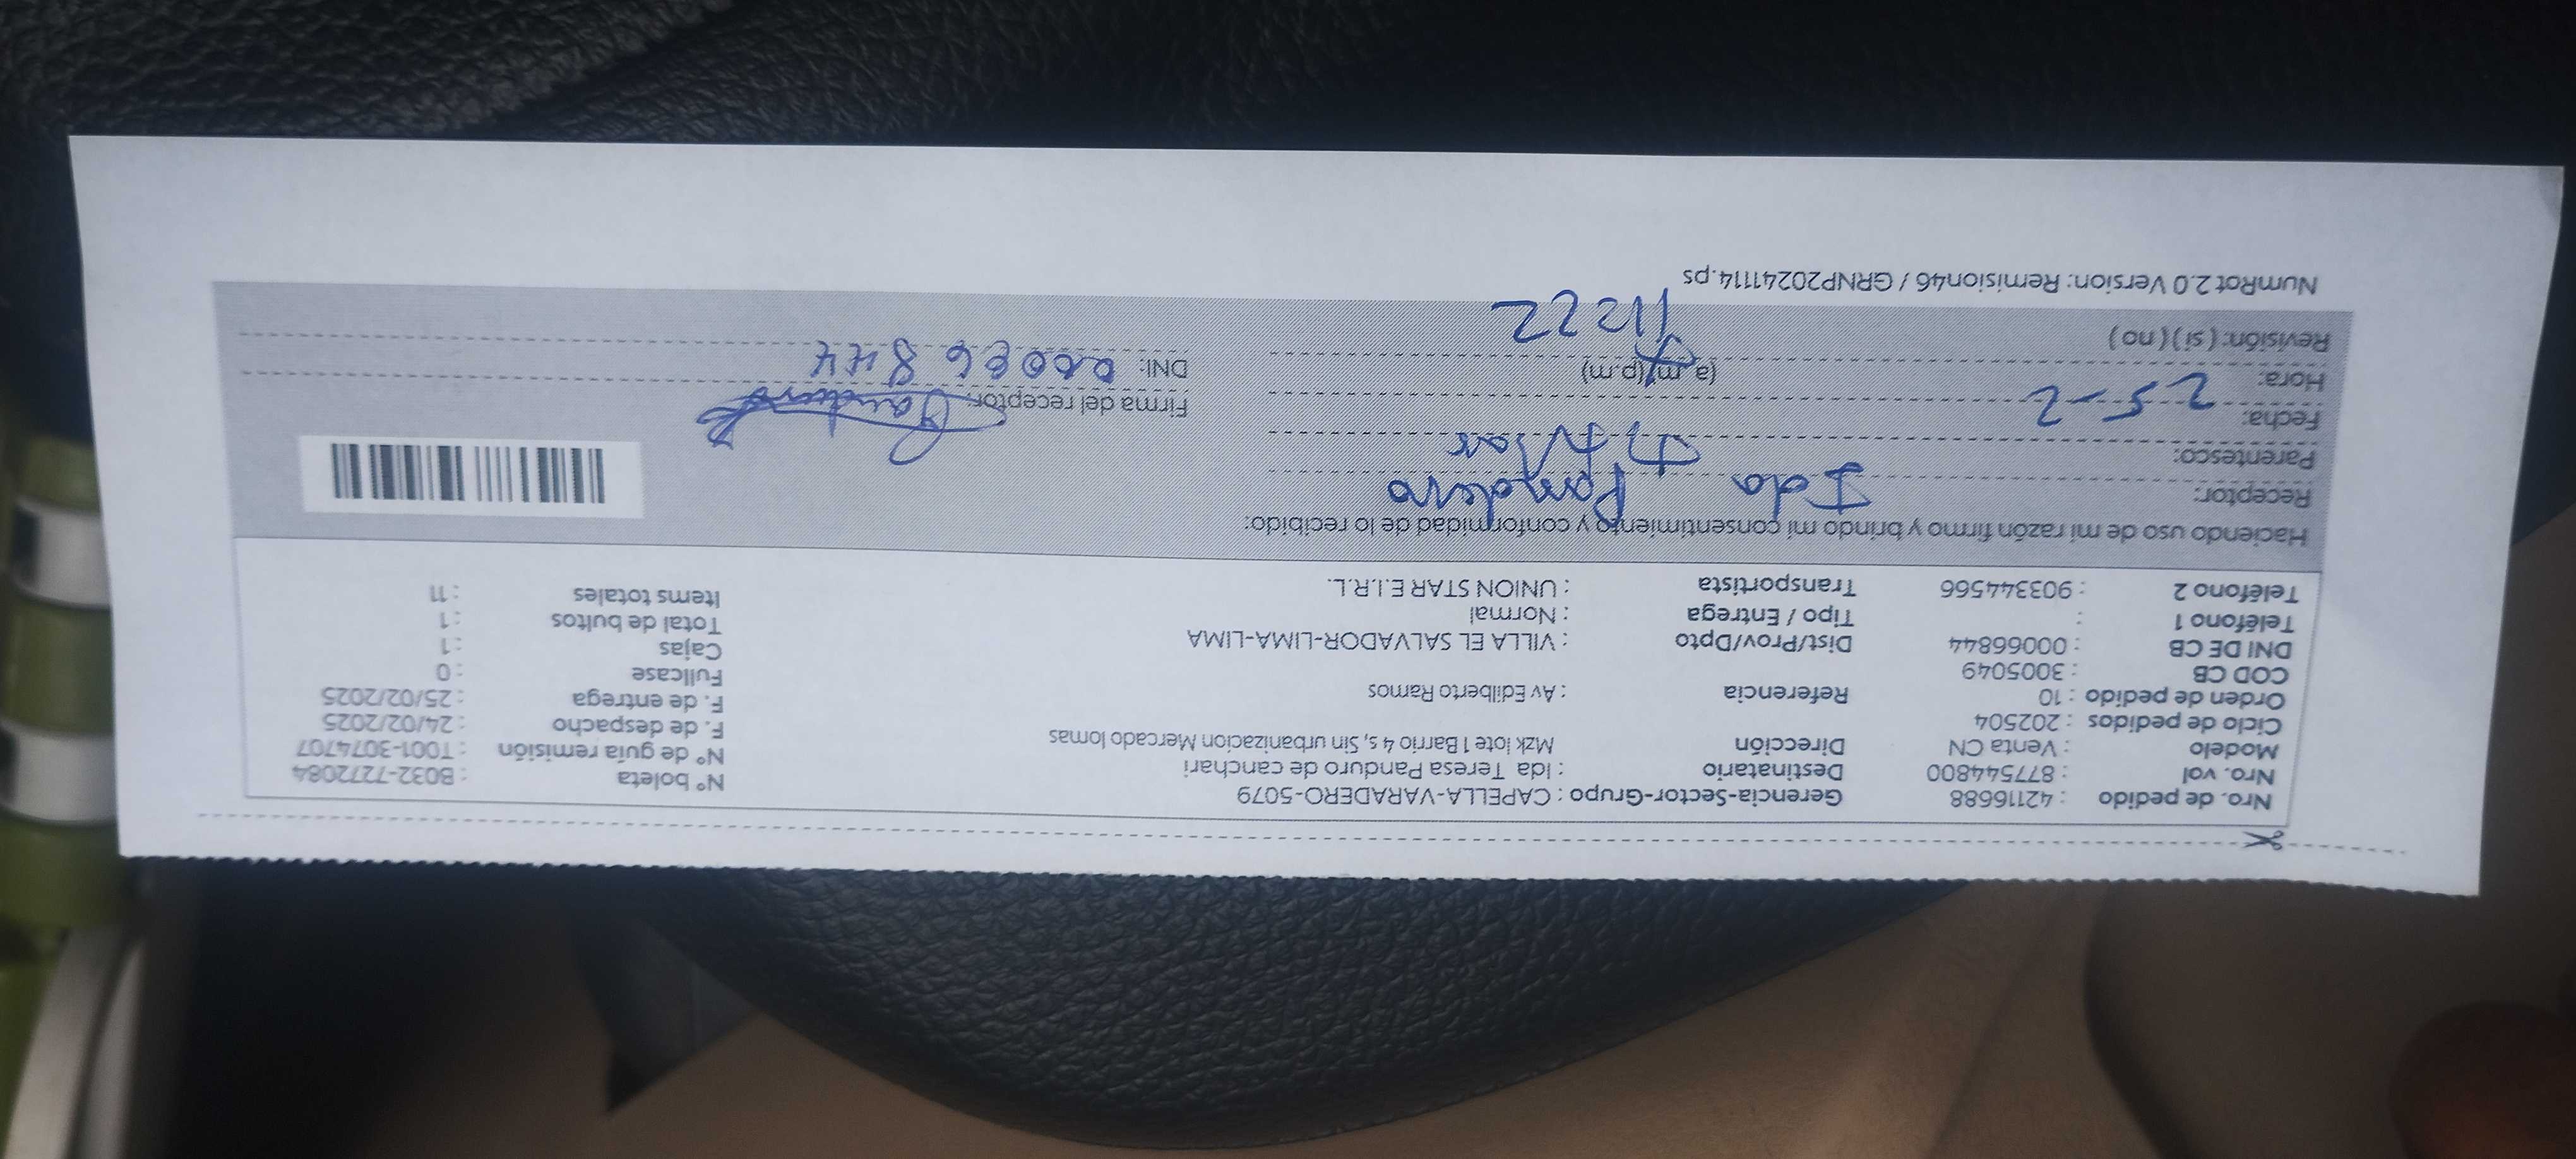 Nro. de pedido : 42116688 Gerencia-Sector-Grupo : CAPELLA-VARADERO-5079 N° boleta : B032-7272084
Nro. vol : 877544800 Destinatario : Ida Teresa Panduro de canchari N° de guía remisión : T001-3074707
Modelo : Venta CN Dirección Mzk lote 1 Barrio 4 s, Sin urbanizacion Mercado lomas F. de despacho : 24/02/2025
Ciclo de pedidos : 202504 F. de entrega : 25/02/2025
Orden de pedido : 10 Referencia : Av Edilberto Ramos Fullcase : 0
COD CB : 3005049 Cajas : 1
DNI DE CB : 00066844 Dist/Prov/Dpto : VILLA EL SALVADOR-LIMA-LIMA Total de bultos : 1
Teléfono 1 : Tipo / Entrega : Normal Items totales : 11
Teléfono 2 : 903344566 Transportista : UNION STAR E.I.R.L.
Haciendo uso de mi razón firmo y brindo mi consentimiento y conformidad de lo recibido:
Receptor: Ida Panduro
Parentesco:
Fecha: 25-2 Firma del receptor: Panduro
Hora: (a.m)(p.m) DNI: 00066844
Revisión: ( si ) ( no ) 11:22
NumRot 2.0 Version: Remision46 / GRNP20241114.ps